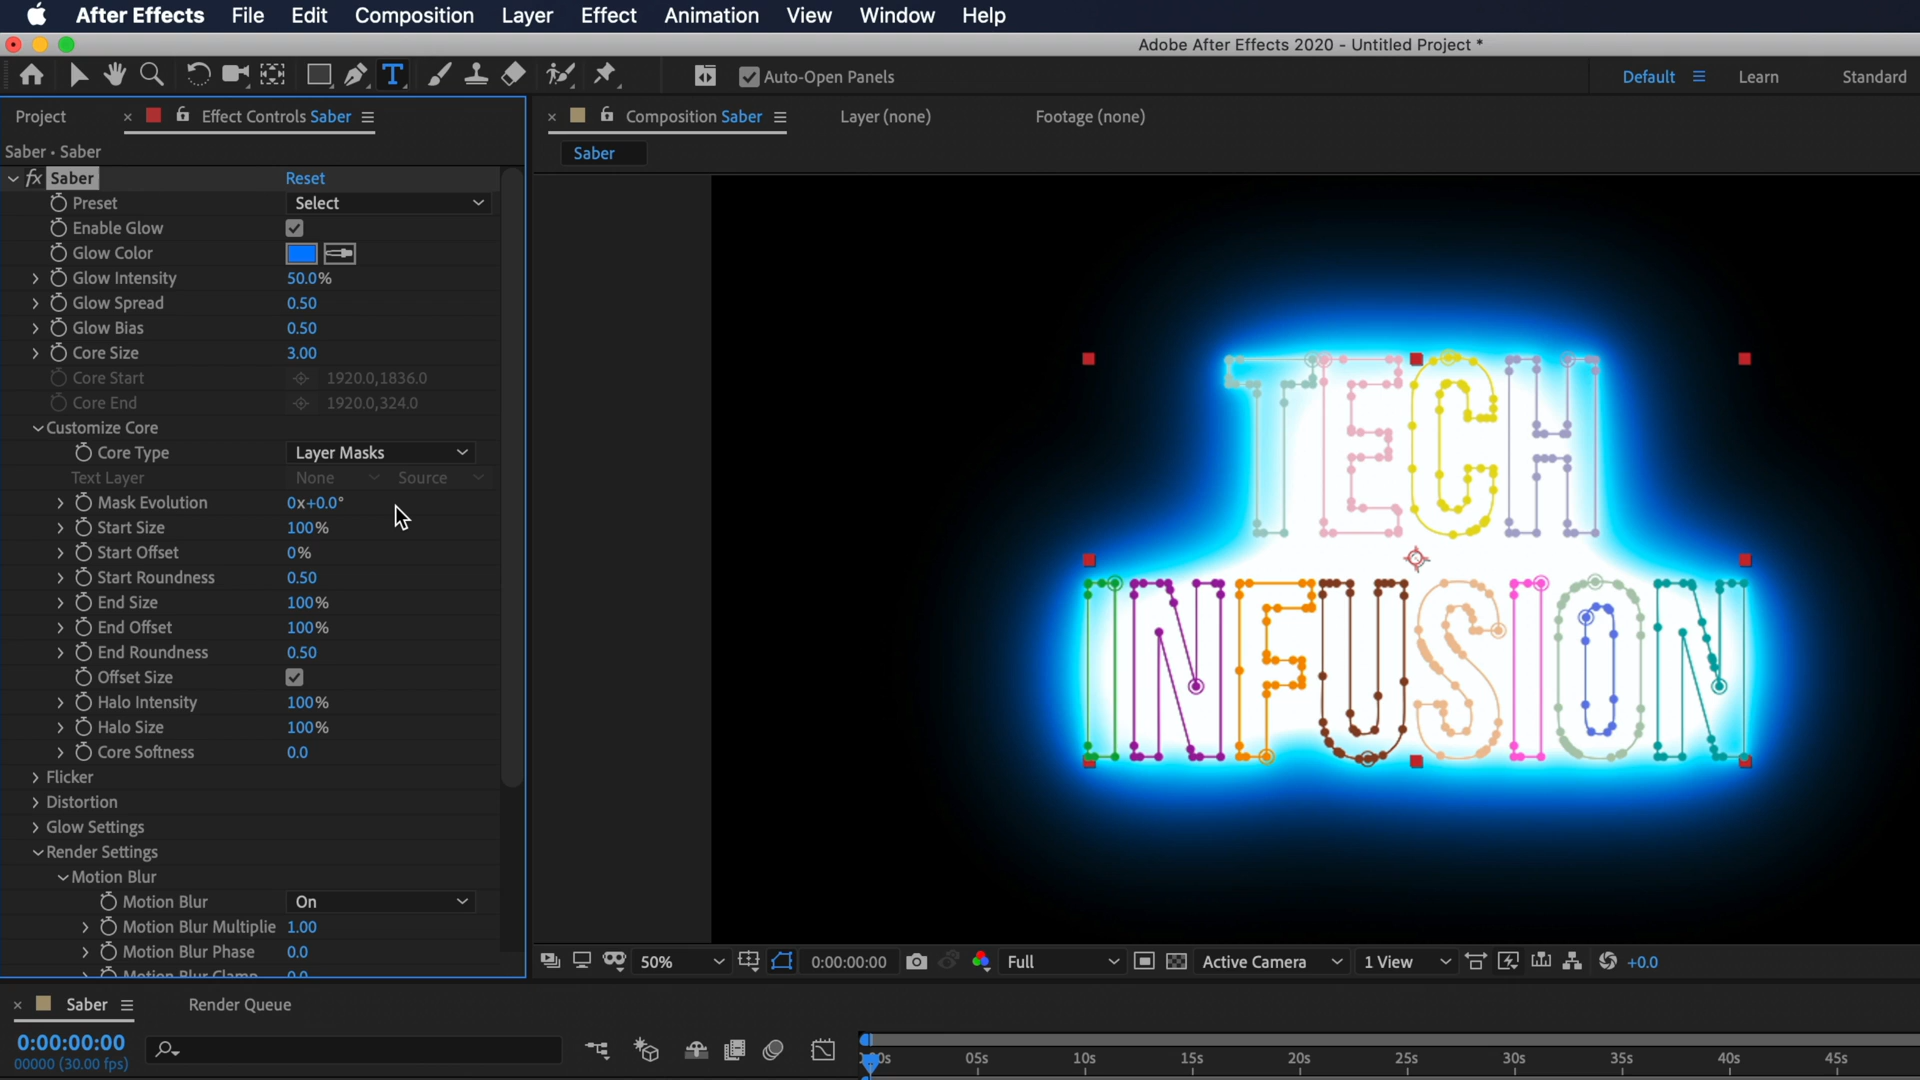 After Effects File Edit Composition Layer Effect Animation View Window Help
Adobe After Effects 2020 - Untitled Project *
Auto-Open Panels Default Learn Standard
Project Effect Controls Saber Composition Saber Layer (none) Footage (none)
Saber • Saber
Saber
fx Saber Reset
Preset Select
Enable Glow
Glow Color
Glow Intensity 50.0%
Glow Spread 0.50
Glow Bias 0.50
Core Size 3.00
Core Start 1920.0,1836.0
Core End 1920.0,324.0
Customize Core
Core Type Layer Masks
Text Layer None Source
Mask Evolution 0x+0.0°
Start Size 100%
Start Offset 0%
Start Roundness 0.50
End Size 100%
End Offset 100%
End Roundness 0.50
Offset Size
Halo Intensity 100%
Halo Size 100%
Core Softness 0.0
Flicker
Distortion
Glow Settings
Render Settings
Motion Blur
Motion Blur On
Motion Blur Multiplie 1.00
Motion Blur Phase 0.0
Motion Blur Clamp 0.0
TECH
INFUSION
50% 0:00:00:00 Full Active Camera 1 View +0.0
Saber Render Queue
0:00:00:00
00000 (30.00 fps)
05s 10s 15s 20s 25s 30s 35s 40s 45s